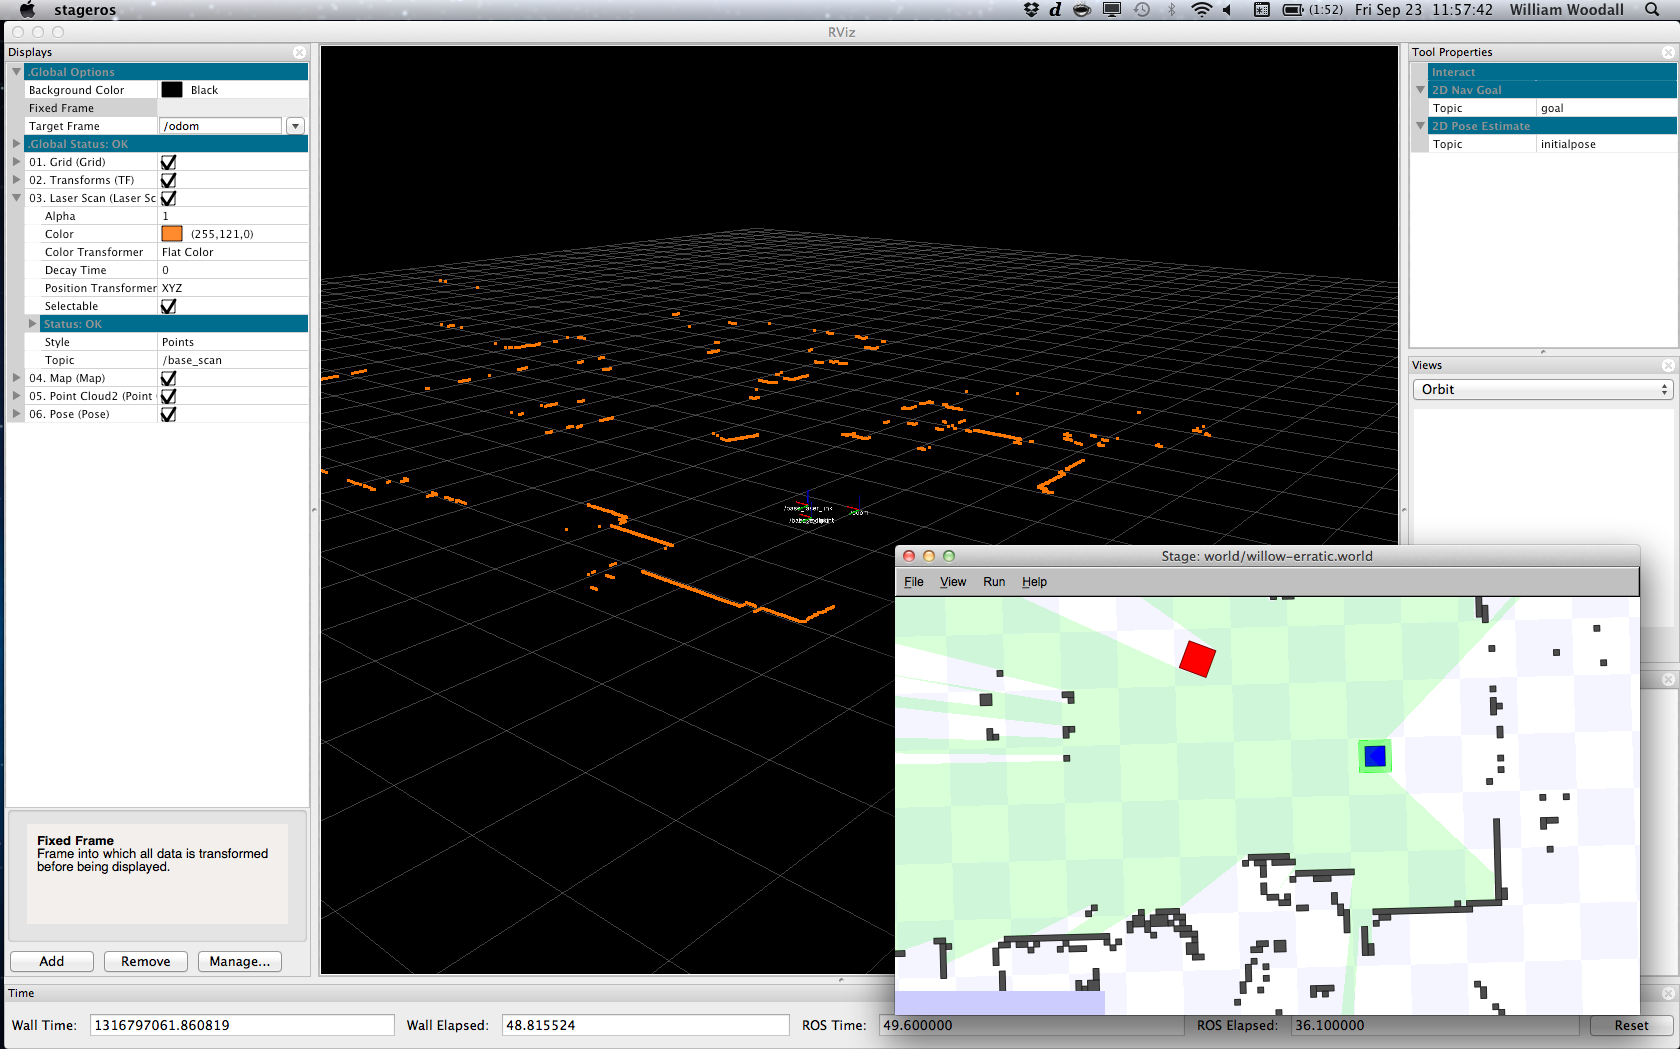 stageros
(1:52) Fri Sep 23 11:57:42 William Woodall
RViz
Displays
.Global Options
Background Color Black
Fixed Frame
Target Frame /odom
.Global Status: OK
01. Grid (Grid)
02. Transforms (TF)
03. Laser Scan (Laser Sc
Alpha 1
Color (255,121,0)
Color Transformer Flat Color
Decay Time 0
Position Transformer XYZ
Selectable
Status: OK
Style Points
Topic /base_scan
04. Map (Map)
05. Point Cloud2 (Point
06. Pose (Pose)
Fixed Frame
Frame into which all data is transformed
before being displayed.
Add Remove Manage...
/base_laser_link
/odom
Tool Properties
Interact
2D Nav Goal
Topic goal
2D Pose Estimate
Topic initialpose
Views
Orbit
Stage: world/willow-erratic.world
File View Run Help
Time
Wall Time: 1316797061.860819 Wall Elapsed: 48.815524 ROS Time: 49.600000 ROS Elapsed: 36.100000 Reset